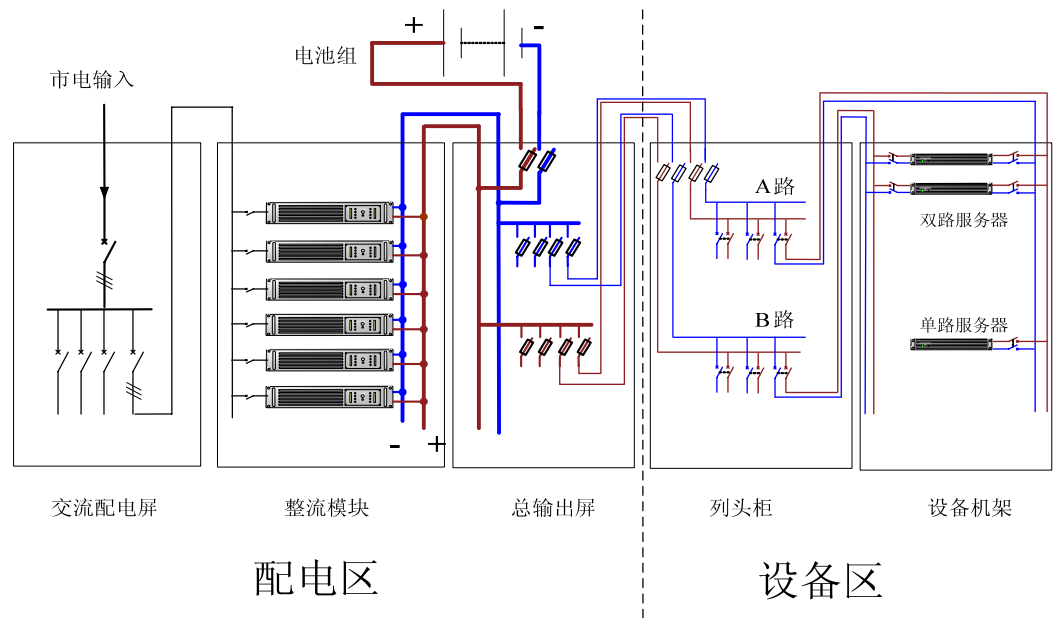 +
-
电池组
市电输入
A路
双路服务器
B路
单路服务器
-
+
交流配电屏
整流模块
总输出屏
列头柜
设备机架
配电区
设备区